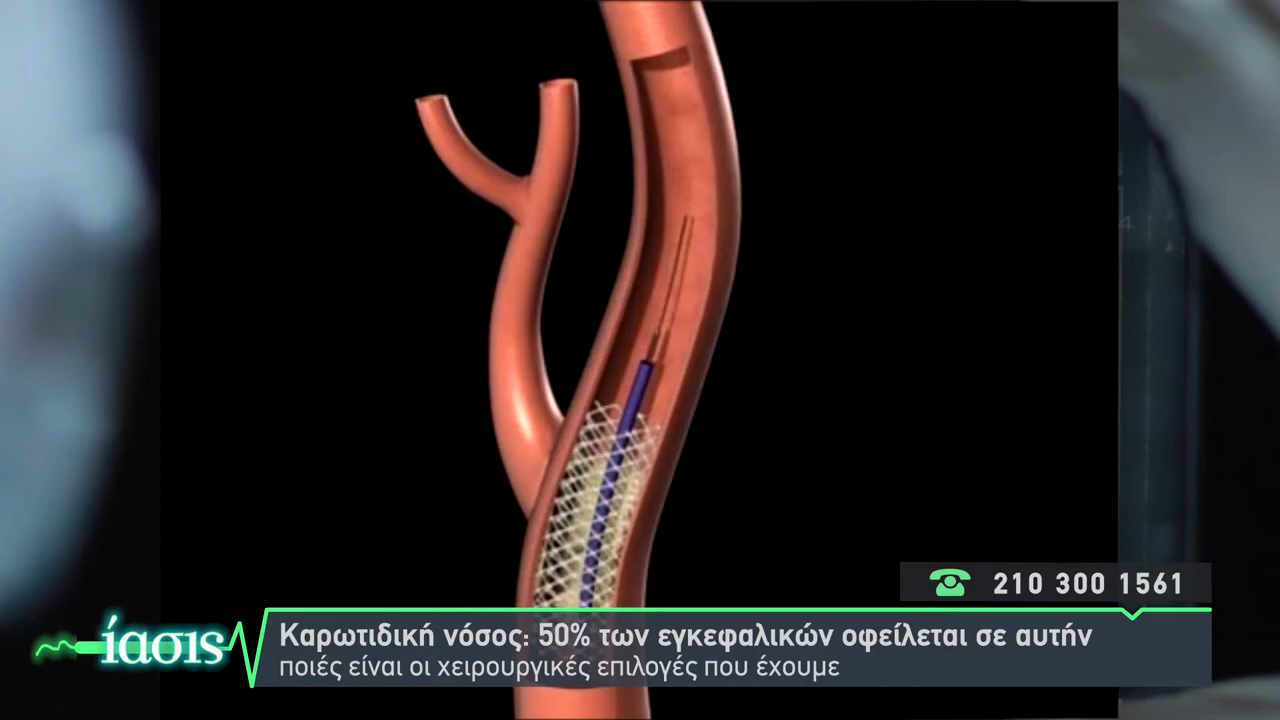 210 300 1561
ίασις
Καρωτιδική νόσος: 50% των εγκεφαλικών οφείλεται σε αυτήν
ποιές είναι οι χειρουργικές επιλογές που έχουμε